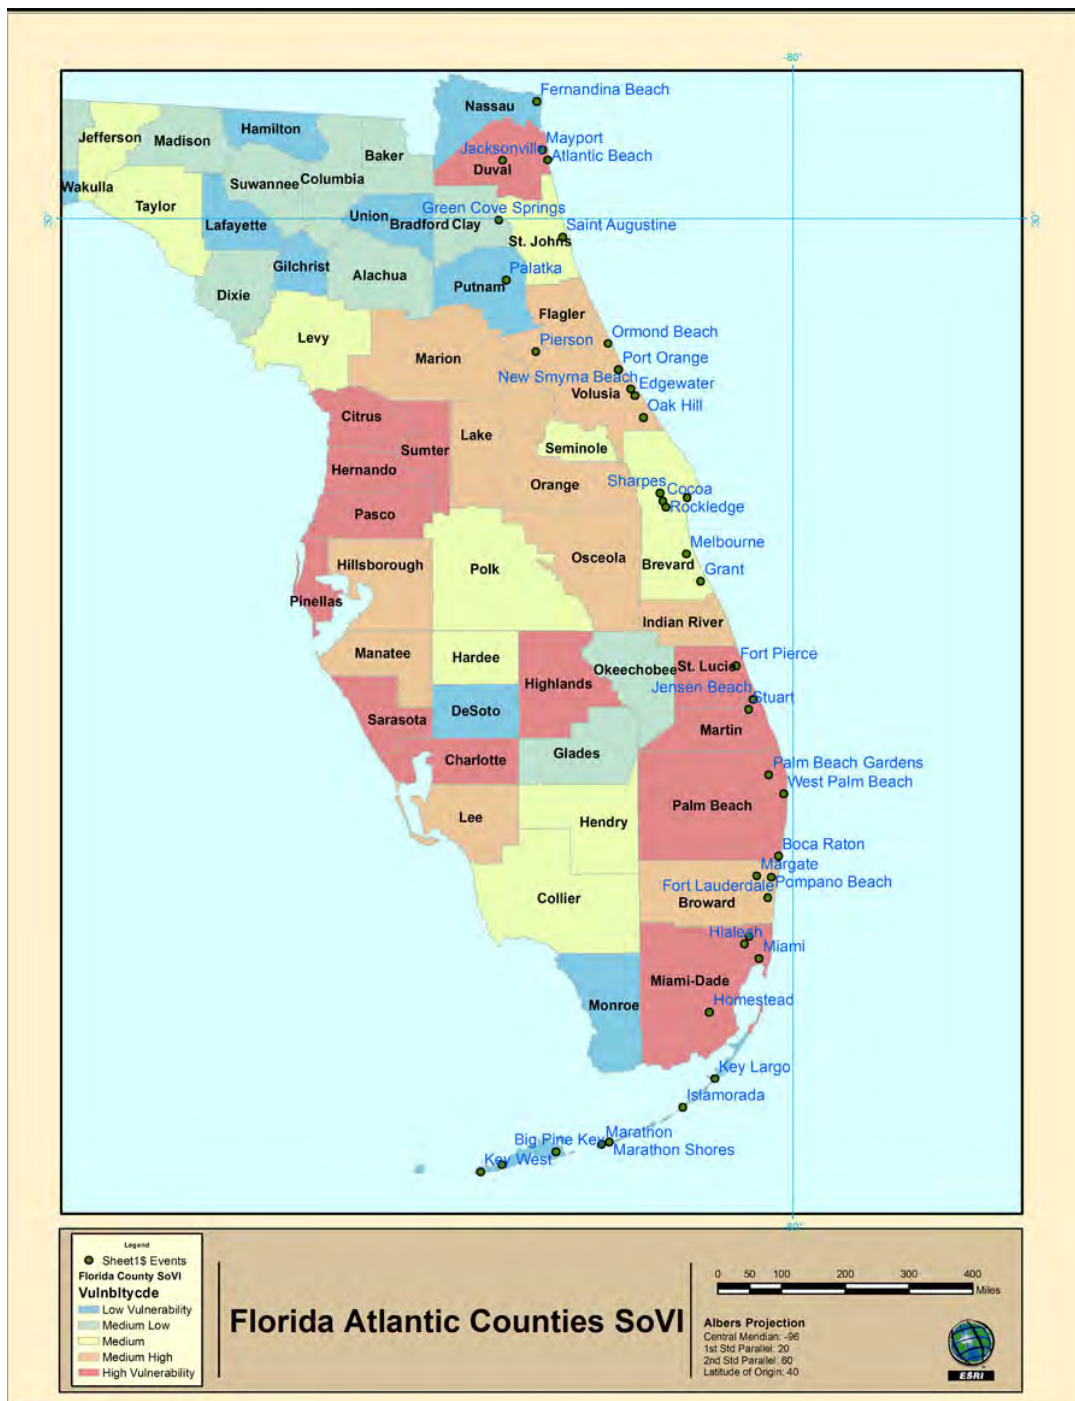 -80°
Fernandina Beach
Nassau
Jefferson
Madison
Hamilton
Baker
Mayport
Jacksonville
Atlantic Beach
Duval
Suwannee
Columbia
Wakulla
Taylor
Lafayette
Union
Green Cove Springs
Bradford
Clay
30°
30°
Saint Augustine
St. Johns
Gilchrist
Alachua
Palatka
Putnam
Dixie
Flagler
Levy
Ormond Beach
Pierson
Marion
Port Orange
New Smyrna Beach
Edgewater
Volusia
Oak Hill
Citrus
Lake
Sumter
Seminole
Hernando
Orange
Sharpes
Cocoa
Rockledge
Pasco
Melbourne
Osceola
Hillsborough
Polk
Brevard
Grant
Pinellas
Indian River
Manatee
Hardee
Fort Pierce
Okeechobee
St. Lucie
Highlands
Jensen Beach
Stuart
DeSoto
Sarasota
Martin
Glades
Charlotte
Palm Beach Gardens
West Palm Beach
Palm Beach
Lee
Hendry
Boca Raton
Margate
Fort Lauderdale
Pompano Beach
Collier
Broward
Hialeah
Miami
Miami-Dade
Monroe
Homestead
Key Largo
Islamorada
Marathon
Big Pine Key
Marathon Shores
Key West
-80°
Legend
Sheet1$ Events
Florida County SoVI
Vulnbltycde
Low Vulnerability
Medium Low
Medium
Medium High
High Vulnerability
Florida Atlantic Counties SoVI
0 50 100 200 300 400
Miles
Albers Projection
Central Meridian: -96
1st Std Parallel: 20
2nd Std Parallel: 60
Latitude of Origin: 40
ESRI